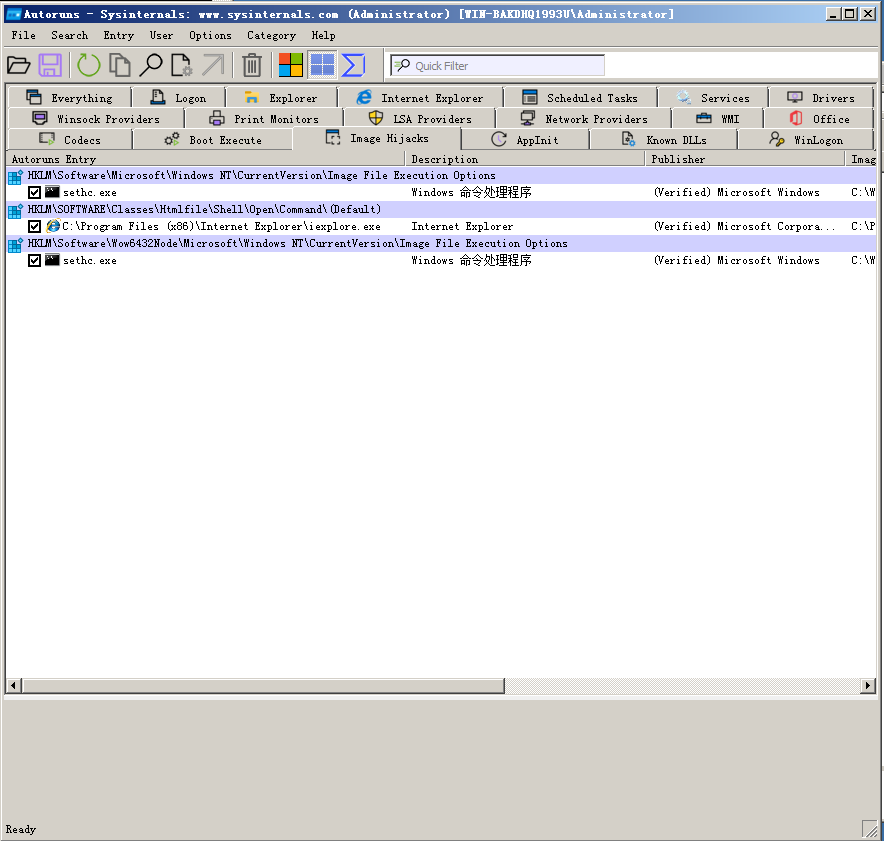 Autoruns - Sysinternals: www.sysinternals.com (Administrator) [WIN-BAKDHQ1993U\Administrator]
File Search Entry User Options Category Help
Quick Filter
Everything Logon Explorer Internet Explorer Scheduled Tasks Services Drivers
Winsock Providers Print Monitors LSA Providers Network Providers WMI Office
Codecs Boot Execute Image Hijacks AppInit Known DLLs WinLogon
Autoruns Entry Description Publisher Imag
HKLM\Software\Microsoft\Windows NT\CurrentVersion\Image File Execution Options
sethc.exe Windows 命令处理程序 (Verified) Microsoft Windows C:\W
HKLM\SOFTWARE\Classes\Htmlfile\Shell\Open\Command\(Default)
C:\Program Files (x86)\Internet Explorer\iexplore.exe Internet Explorer (Verified) Microsoft Corpora... C:\P
HKLM\Software\Wow6432Node\Microsoft\Windows NT\CurrentVersion\Image File Execution Options
sethc.exe Windows 命令处理程序 (Verified) Microsoft Windows C:\W
Ready